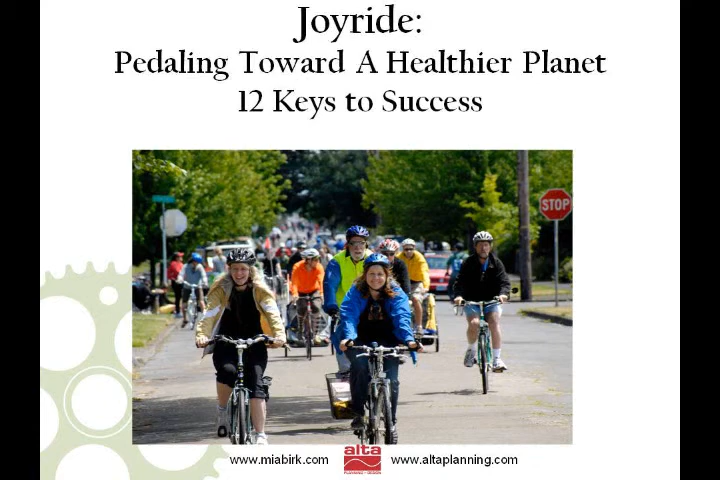 Joyride:
Pedaling Toward A Healthier Planet
12 Keys to Success
STOP
www.miabirk.com alta www.altaplanning.com